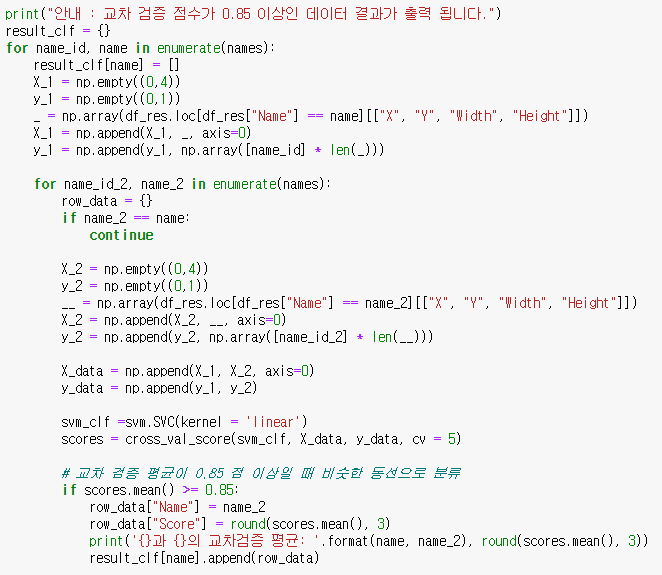 print("안내 : 교차 검증 점수가 0.85 이상인 데이터 결과가 출력 됩니다.")
result_clf = {}
for name_id, name in enumerate(names):
    result_clf[name] = []
    X_1 = np.empty((0,4))
    y_1 = np.empty((0,1))
    _ = np.array(df_res.loc[df_res["Name"] == name][["X", "Y", "Width", "Height"]])
    X_1 = np.append(X_1, _, axis=0)
    y_1 = np.append(y_1, np.array([name_id] * len(_)))
    for name_id_2, name_2 in enumerate(names):
        row_data = {}
        if name_2 == name:
            continue
        X_2 = np.empty((0,4))
        y_2 = np.empty((0,1))
        __ = np.array(df_res.loc[df_res["Name"] == name_2][["X", "Y", "Width", "Height"]])
        X_2 = np.append(X_2, __, axis=0)
        y_2 = np.append(y_2, np.array([name_id_2] * len(__)))
        X_data = np.append(X_1, X_2, axis=0)
        y_data = np.append(y_1, y_2)
        svm_clf =svm.SVC(kernel = 'linear')
        scores = cross_val_score(svm_clf, X_data, y_data, cv = 5)
        # 교차 검증 평균이 0.85 점 이상일 때 비슷한 동선으로 분류
        if scores.mean() >= 0.85:
            row_data["Name"] = name_2
            row_data["Score"] = round(scores.mean(), 3)
            print('{}과 {}의 교차검증 평균: '.format(name, name_2), round(scores.mean(), 3))
            result_clf[name].append(row_data)